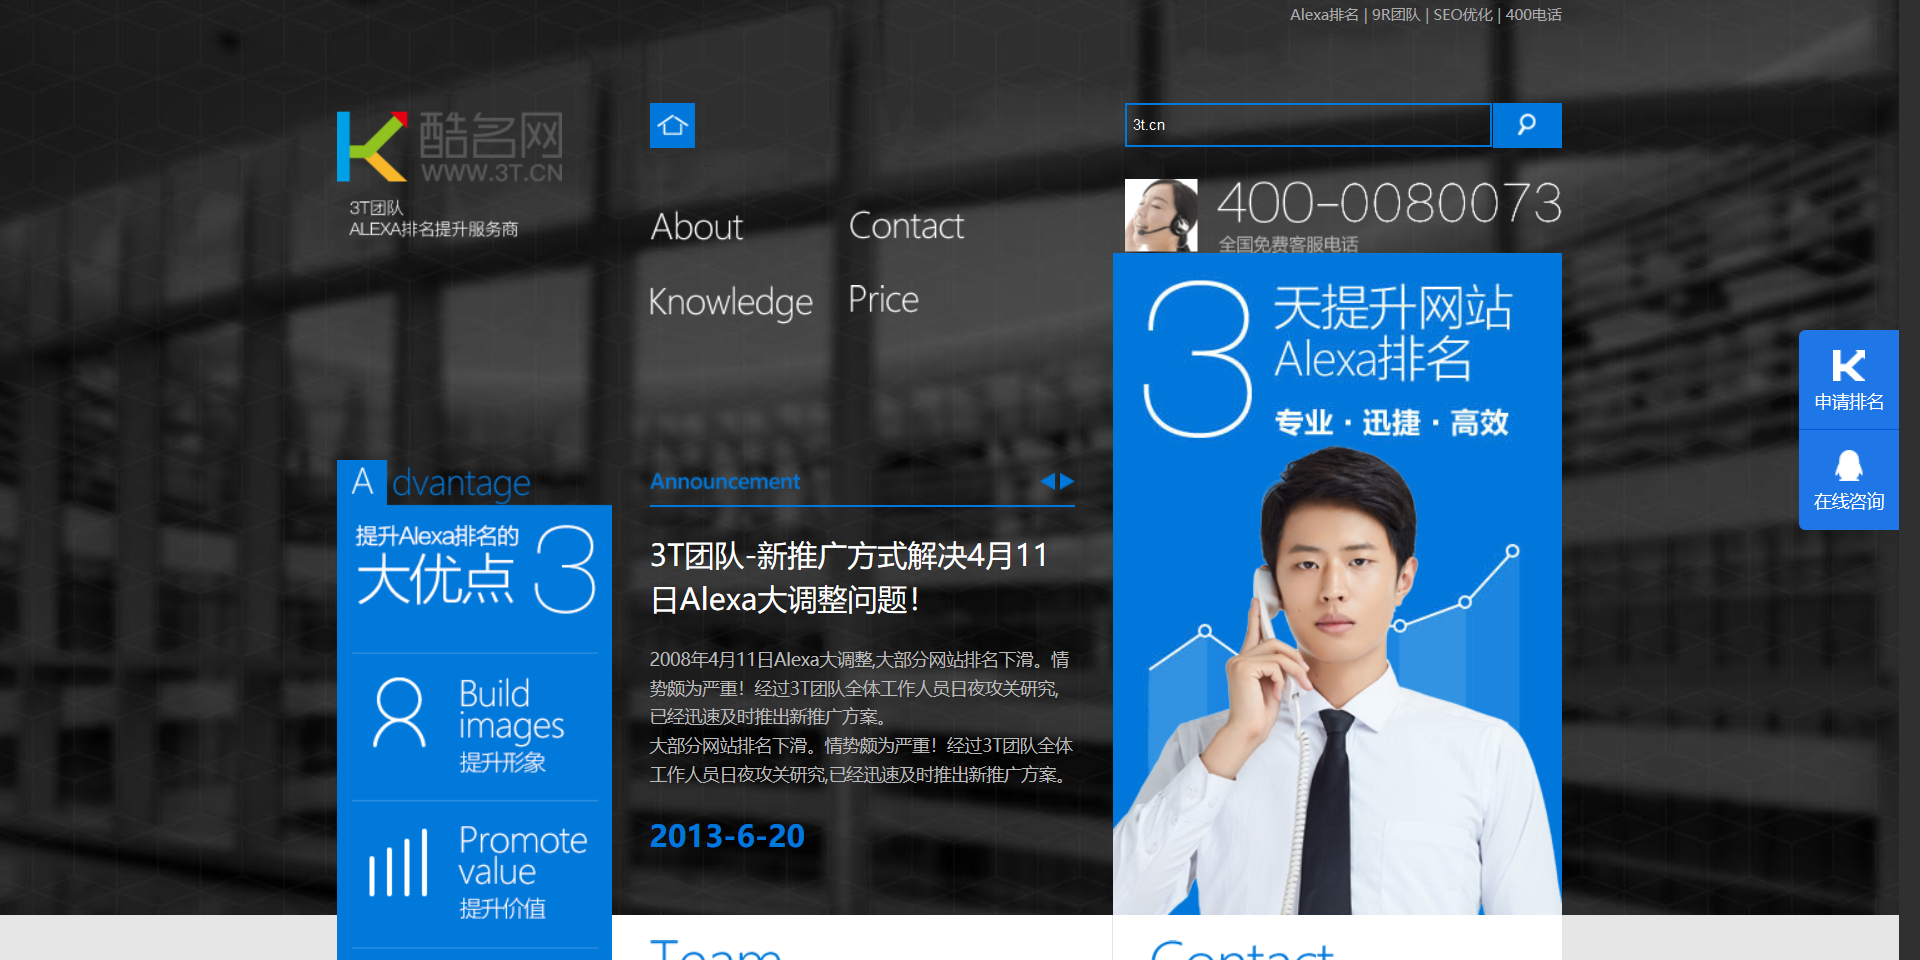 Alexa排名 | 9R团队 | SEO优化 | 400电话
酷名网
WWW.3T.CN
3T团队
ALEXA排名提升服务商
3t.cn
400-0080073
全国免费客服电话
About
Contact
Knowledge
Price
3天提升网站
Alexa排名
专业 · 迅捷 · 高效
申请排名
在线咨询
Advantage
提升Alexa排名的
大优点 3
Build
images
提升形象
Promote
value
提升价值
Announcement
3T团队-新推广方式解决4月11
日Alexa大调整问题！
2008年4月11日Alexa大调整,大部分网站排名下滑。情
势颇为严重！经过3T团队全体工作人员日夜攻关研究,
已经迅速及时推出新推广方案。
大部分网站排名下滑。情势颇为严重！经过3T团队全体
工作人员日夜攻关研究,已经迅速及时推出新推广方案。
2013-6-20
Team
Contact